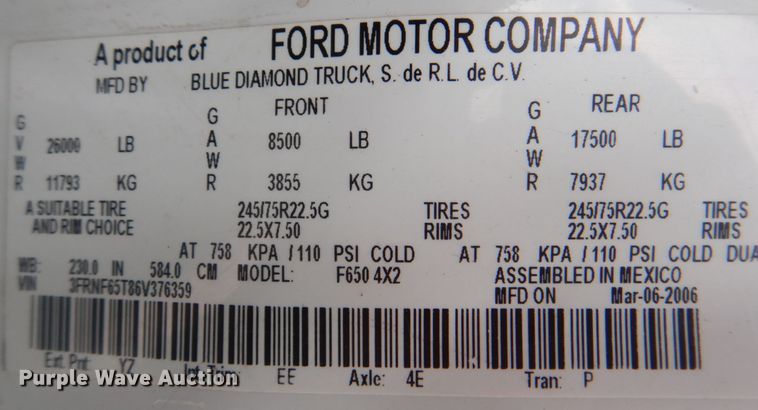 A product of FORD MOTOR COMPANY
MFD BY BLUE DIAMOND TRUCK, S. de R.L. de C.V.
G FRONT G REAR
V 26000 LB A 8500 LB A 17500 LB
W W W
R 11793 KG R 3855 KG R 7937 KG
A SUITABLE TIRE 245/75R22.5G TIRES 245/75R22.5G
AND RIM CHOICE 22.5X7.50 RIMS 22.5X7.50
AT 758 KPA/110 PSI COLD AT 758 KPA/110 PSI COLD DUA
WB: 230.0 IN 584.0 CM MODEL: F650 4X2 ASSEMBLED IN MEXICO
VIN 3FRNF65T86V376359 MFD ON Mar-06-2006
Ext. Pnt: YZ Int. Trim: EE Axle: 4E Tran: P
Purple Wave Auction